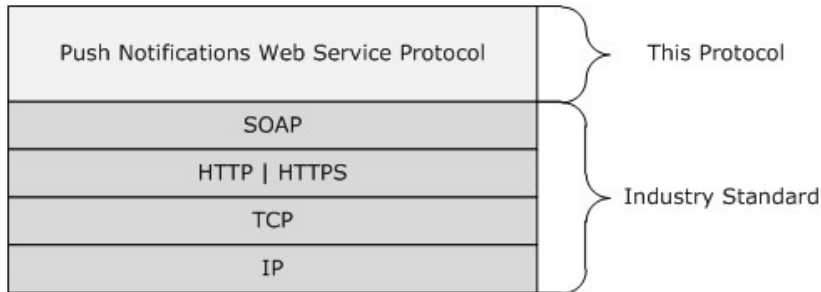 Push Notifications Web Service Protocol
This Protocol
SOAP
HTTP | HTTPS
Industry Standard
TCP
IP